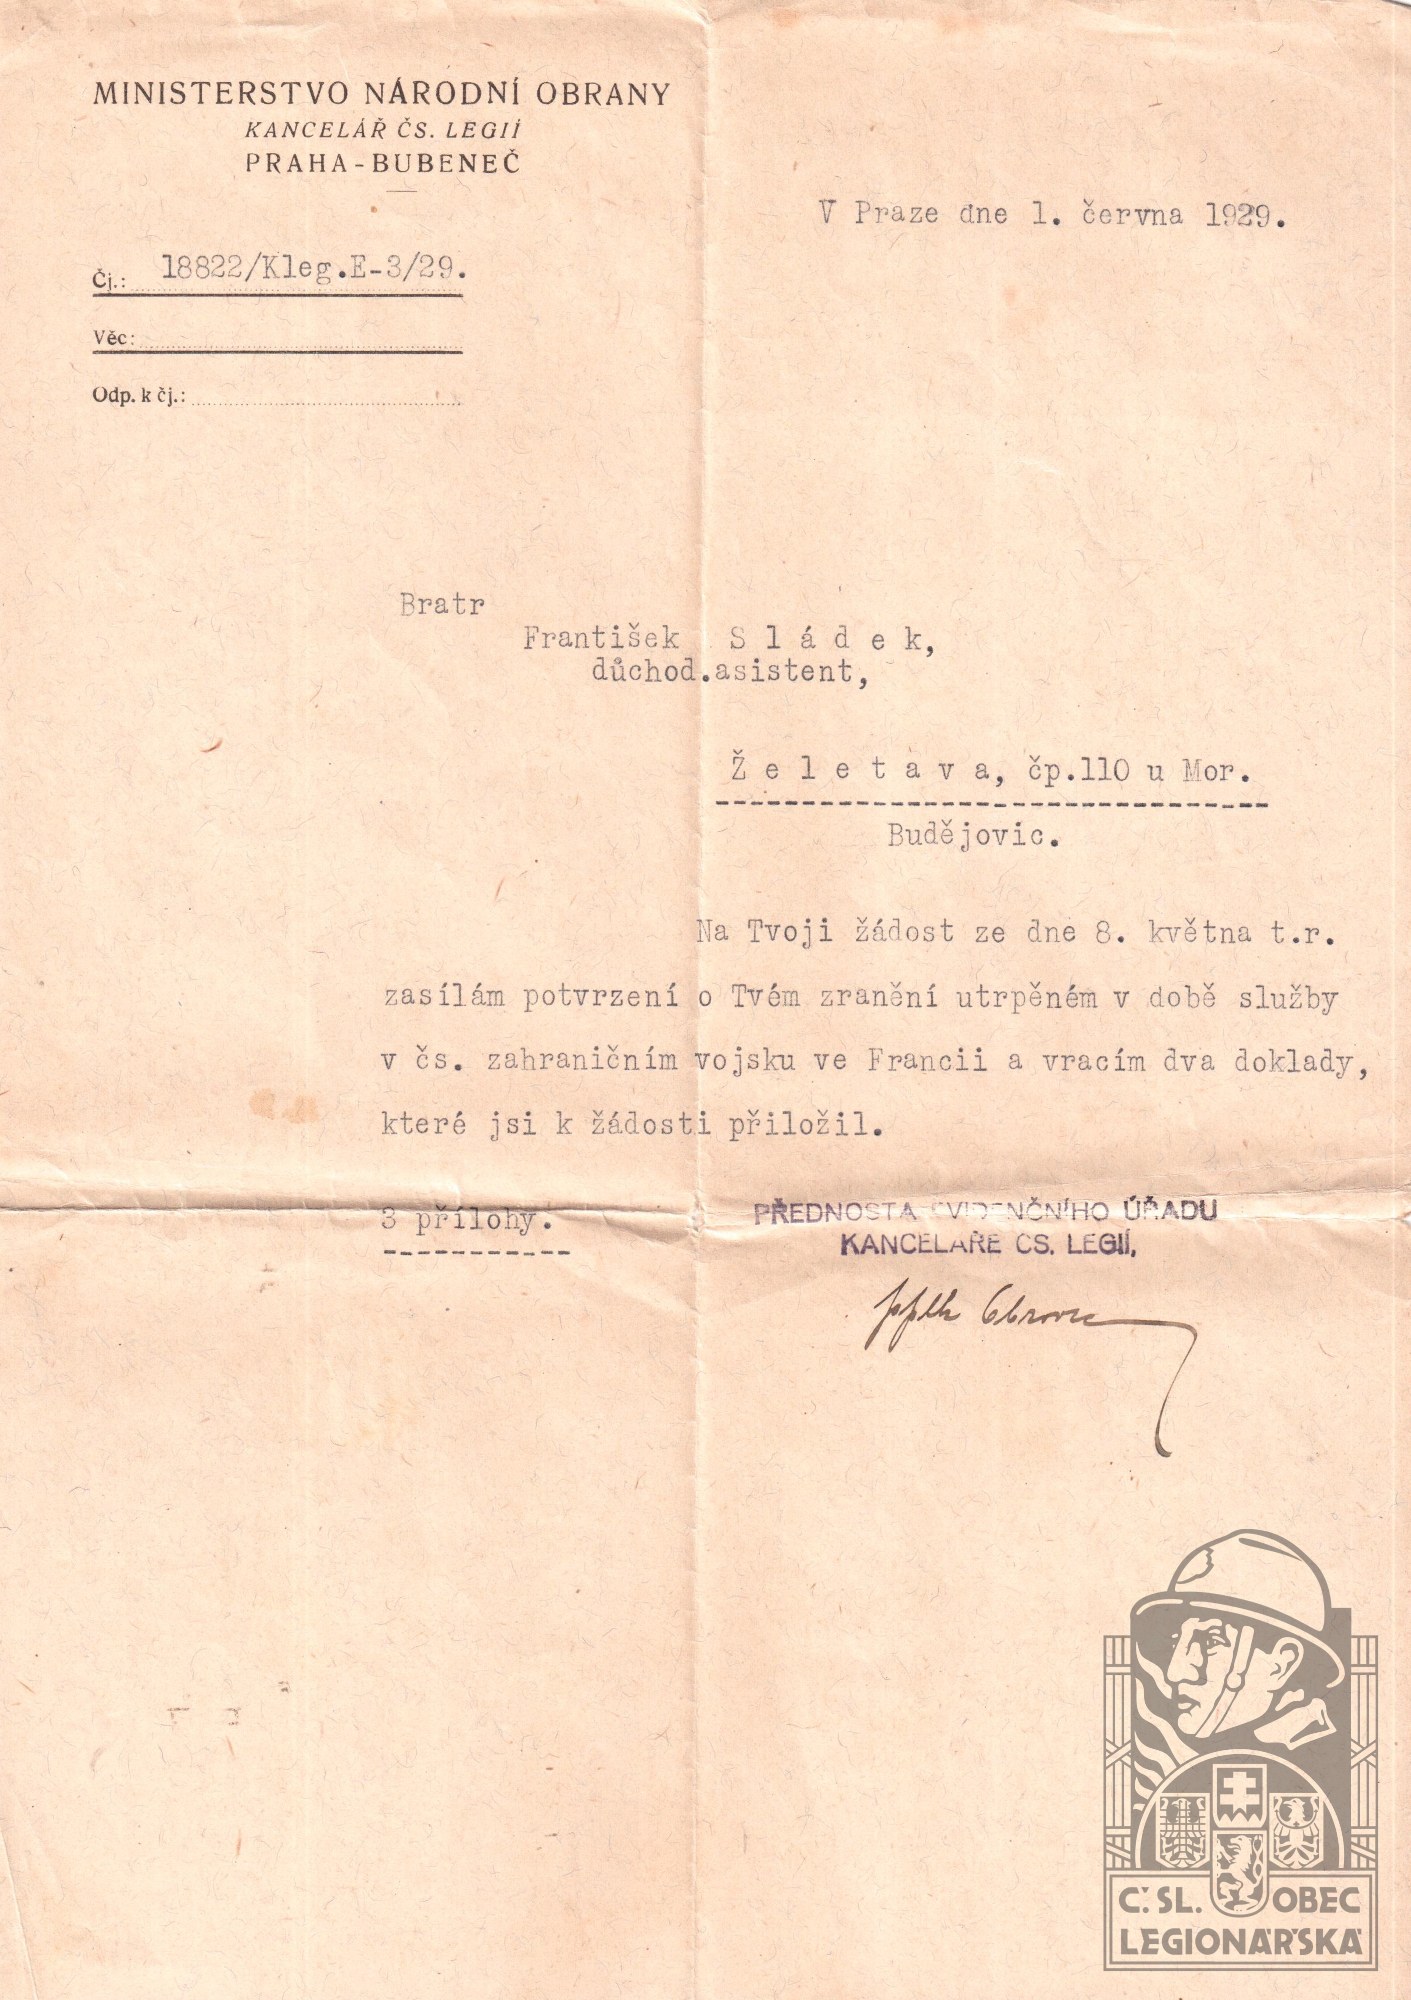 MINISTERSTVO NÁRODNÍ OBRANY
KANCELÁŘ ČS. LEGIÍ
PRAHA-BUBENEČ
V Praze dne 1. června 1929.
Čj.: 18822/Kleg.E-3/29.
Věc:
Odp. k čj.:
Bratr
František S l á d e k,
důchod.asistent,
Ž e l e t a v a, čp.110 u Mor.
Budějovic.
Na Tvoji žádost ze dne 8. května t.r.
zasílám potvrzení o Tvém zranění utrpěném v době služby
v čs. zahraničním vojsku ve Francii a vracím dva doklady,
které jsi k žádosti přiložil.
3 přílohy.
PŘEDNOSTA EVIDENČNÍHO ÚŘADU
KANCELÁŘE ČS. LEGIÍ,
Č. SL. OBEC
LEGIONÁŘSKÁ